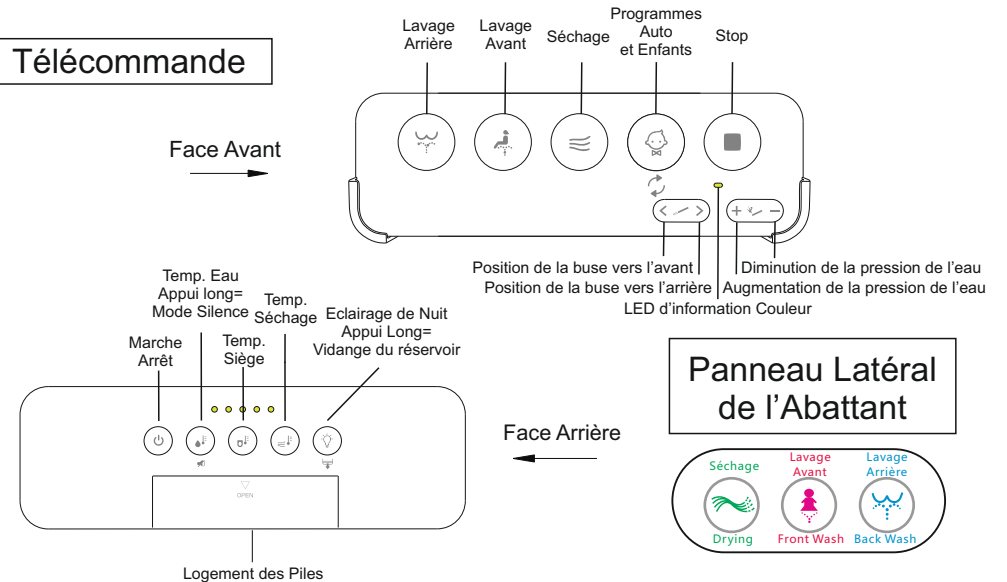 Télécommande
Lavage
Arrière
Lavage
Avant
Séchage
Programmes
Auto
et Enfants
Stop
Face Avant
Position de la buse vers l'avant
Position de la buse vers l'arrière
Diminution de la pression de l'eau
Augmentation de la pression de l'eau
LED d'information Couleur
Marche
Arrêt
Temp. Eau
Appui long=
Mode Silence
Temp.
Siège
Temp.
Séchage
Eclairage de Nuit
Appui Long=
Vidange du réservoir
OPEN
Logement des Piles
Face Arrière
Panneau Latéral
de l'Abattant
Séchage
Drying
Lavage
Avant
Front Wash
Lavage
Arrière
Back Wash